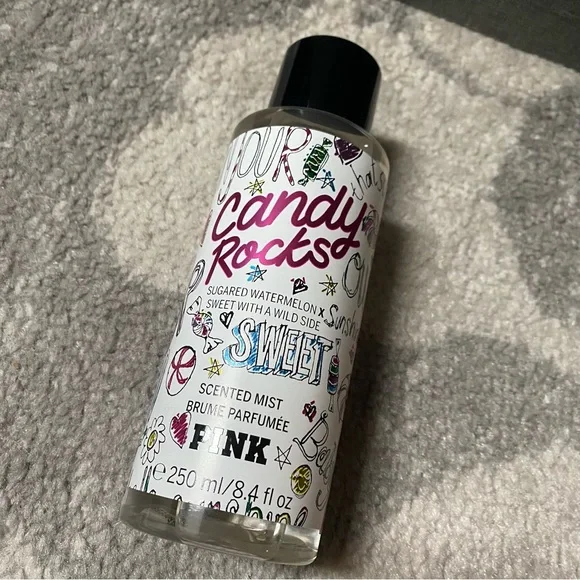 YOUR
Candy
Rocks
SUGARED WATERMELON x
SWEET WITH A WILD SIDE
SWEET!
SCENTED MIST
BRUME PARFUMÉE
PINK
e 250 ml/8.4 fl oz